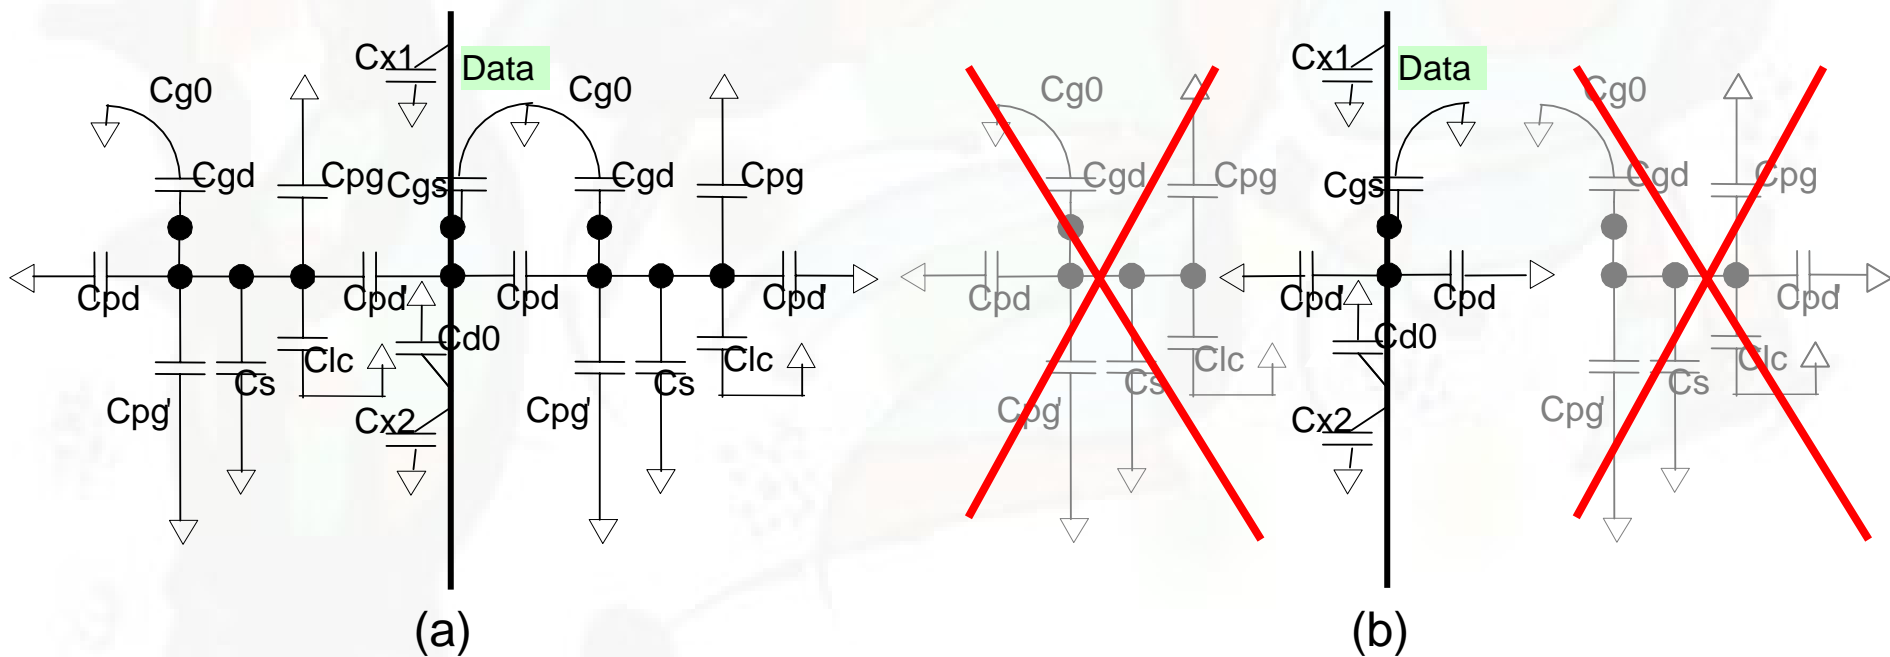 Cx1
Data
Cg0
Cg0
Cgd
Cpg
Cgs
Cgd
Cpg
Cpd
Cpd'
Cpd
Cpd'
Cd0
Cs
Clc
Cs
Clc
Cpg'
Cx2
Cpg'
(a)
Cx1
Data
Cg0
Cg0
Cgd
Cpg
Cgs
Cgd
Cpg
Cpd
Cpd'
Cpd
Cpd'
Cd0
Cs
Clc
Cs
Clc
Cpg'
Cx2
Cpg'
(b)